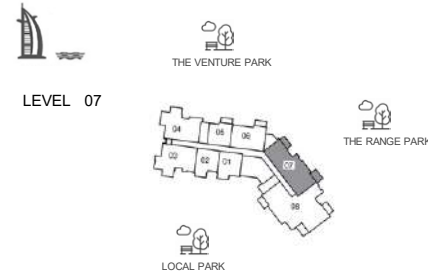 THE VENTURE PARK
LEVEL 07
THE RANGE PARK
04
05
06
07
03
02
01
08
LOCAL PARK